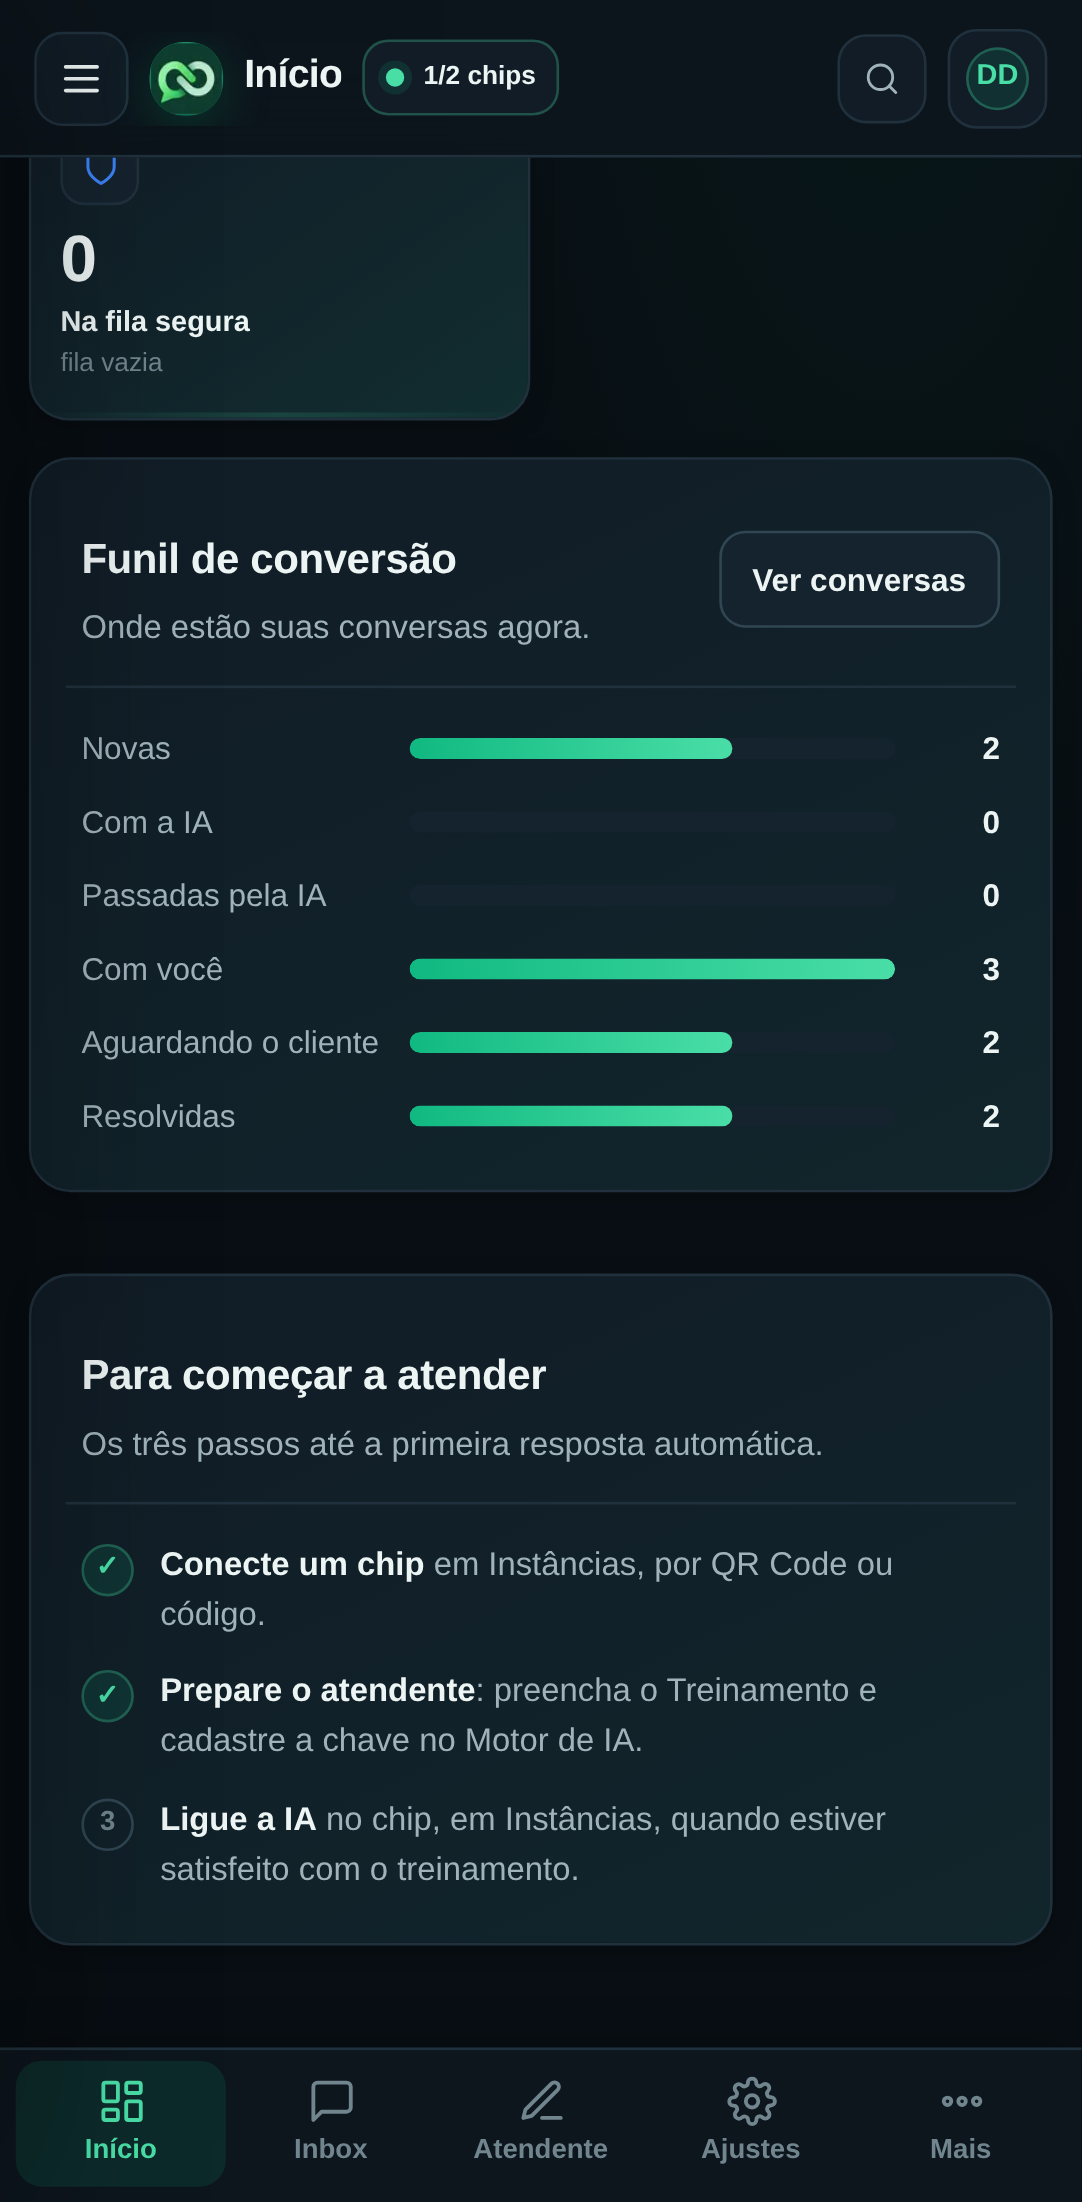 Início
1/2 chips
DD
0
Na fila segura
fila vazia
Funil de conversão
Ver conversas
Onde estão suas conversas agora.
Novas 2
Com a IA 0
Passadas pela IA 0
Com você 3
Aguardando o cliente 2
Resolvidas 2
Para começar a atender
Os três passos até a primeira resposta automática.
✓ Conecte um chip em Instâncias, por QR Code ou
código.
✓ Prepare o atendente: preencha o Treinamento e
cadastre a chave no Motor de IA.
3 Ligue a IA no chip, em Instâncias, quando estiver
satisfeito com o treinamento.
Início Inbox Atendente Ajustes Mais